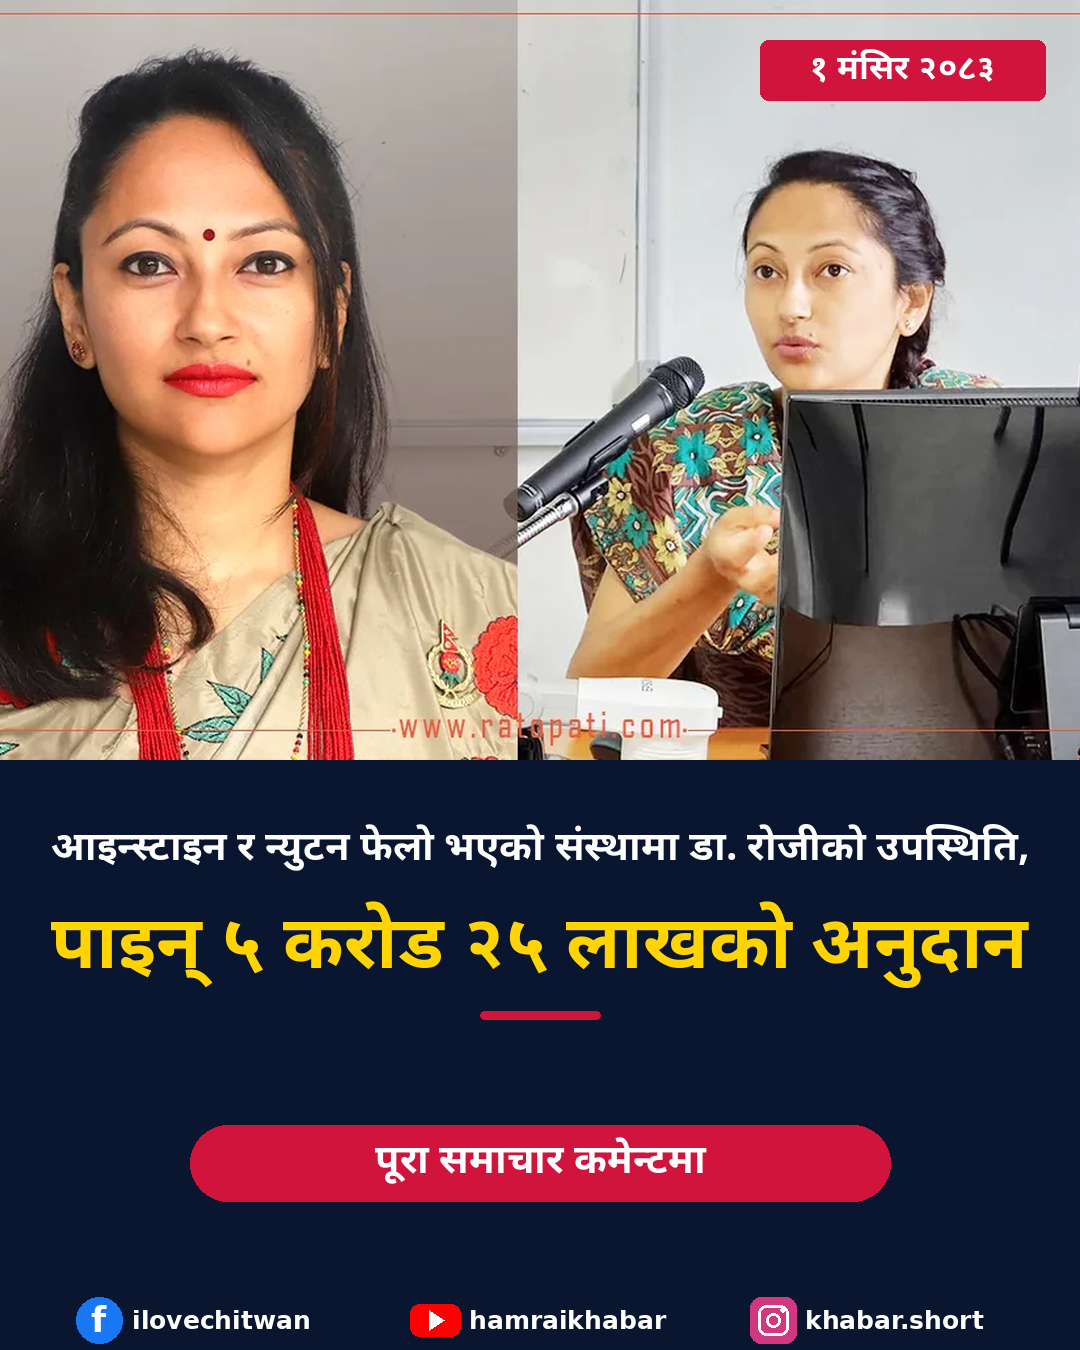 १ मंसिर २०८३
www.ratopati.com
आइन्स्टाइन र न्युटन फेलो भएको संस्थामा डा. रोजीको उपस्थिति,
पाइन् ५ करोड २५ लाखको अनुदान
पूरा समाचार कमेन्टमा
ilovechitwan
hamraikhabar
khabar.short